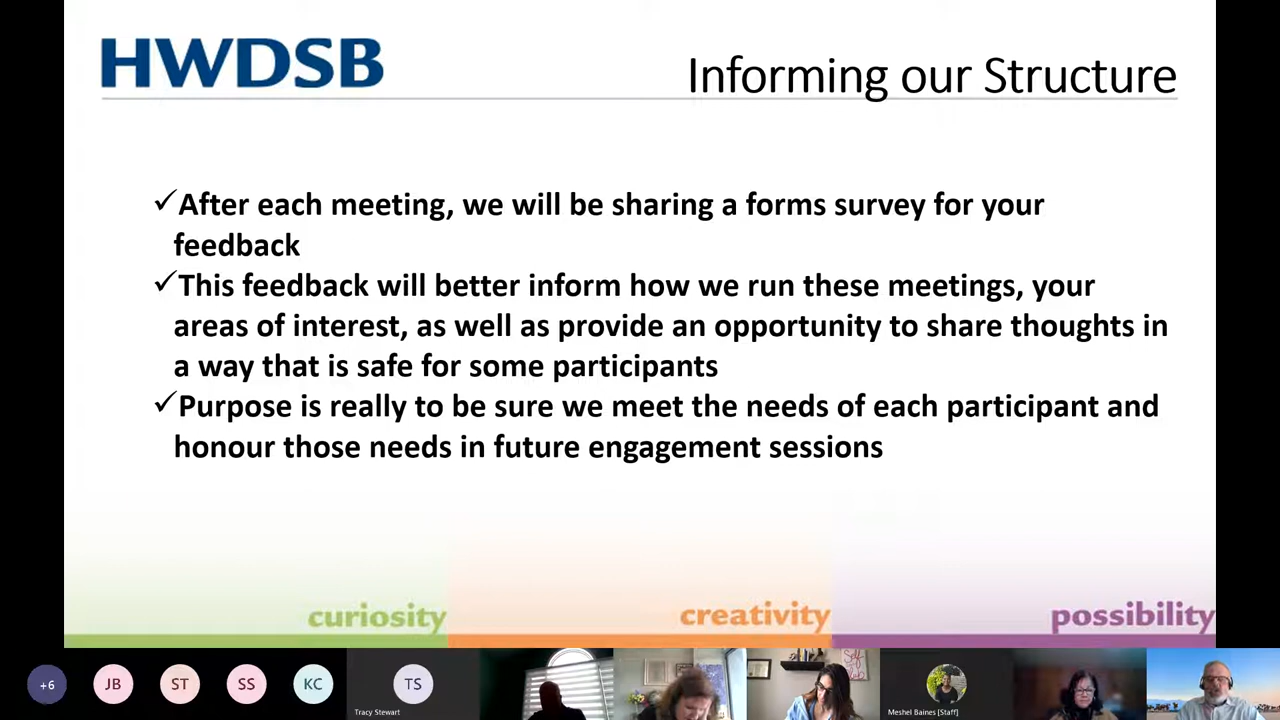 HWDSB
Informing our Structure
✓After each meeting, we will be sharing a forms survey for your
feedback
✓This feedback will better inform how we run these meetings, your
areas of interest, as well as provide an opportunity to share thoughts in
a way that is safe for some participants
✓Purpose is really to be sure we meet the needs of each participant and
honour those needs in future engagement sessions
curiosity
creativity
possibility
+6
JB
ST
SS
KC
TS
Tracy Stewart
Meshel Baines [Staff]